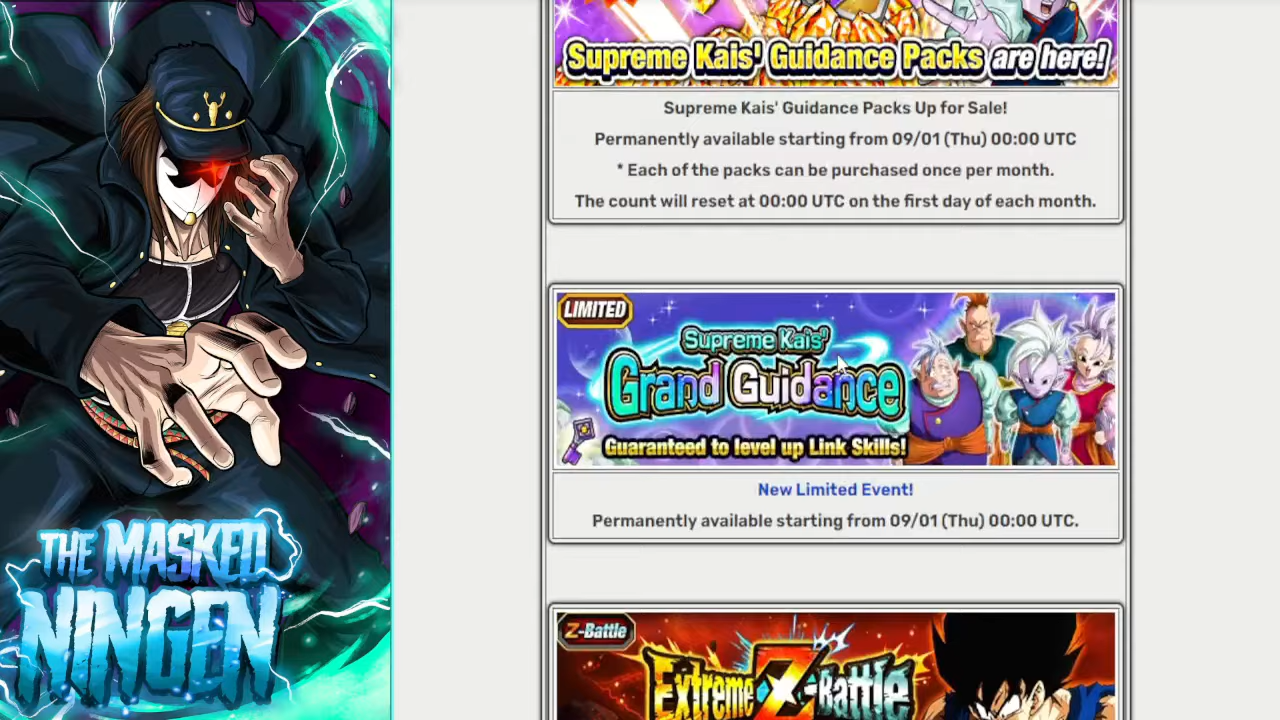 Supreme Kais' Guidance Packs are here!
Supreme Kais' Guidance Packs Up for Sale!
Permanently available starting from 09/01 (Thu) 00:00 UTC
* Each of the packs can be purchased once per month.
The count will reset at 00:00 UTC on the first day of each month.
LIMITED
Supreme Kais'
Grand Guidance
Guaranteed to level up Link Skills!
New Limited Event!
Permanently available starting from 09/01 (Thu) 00:00 UTC.
Z-Battle
Extreme Z-Battle
THE MASKED
NINGEN